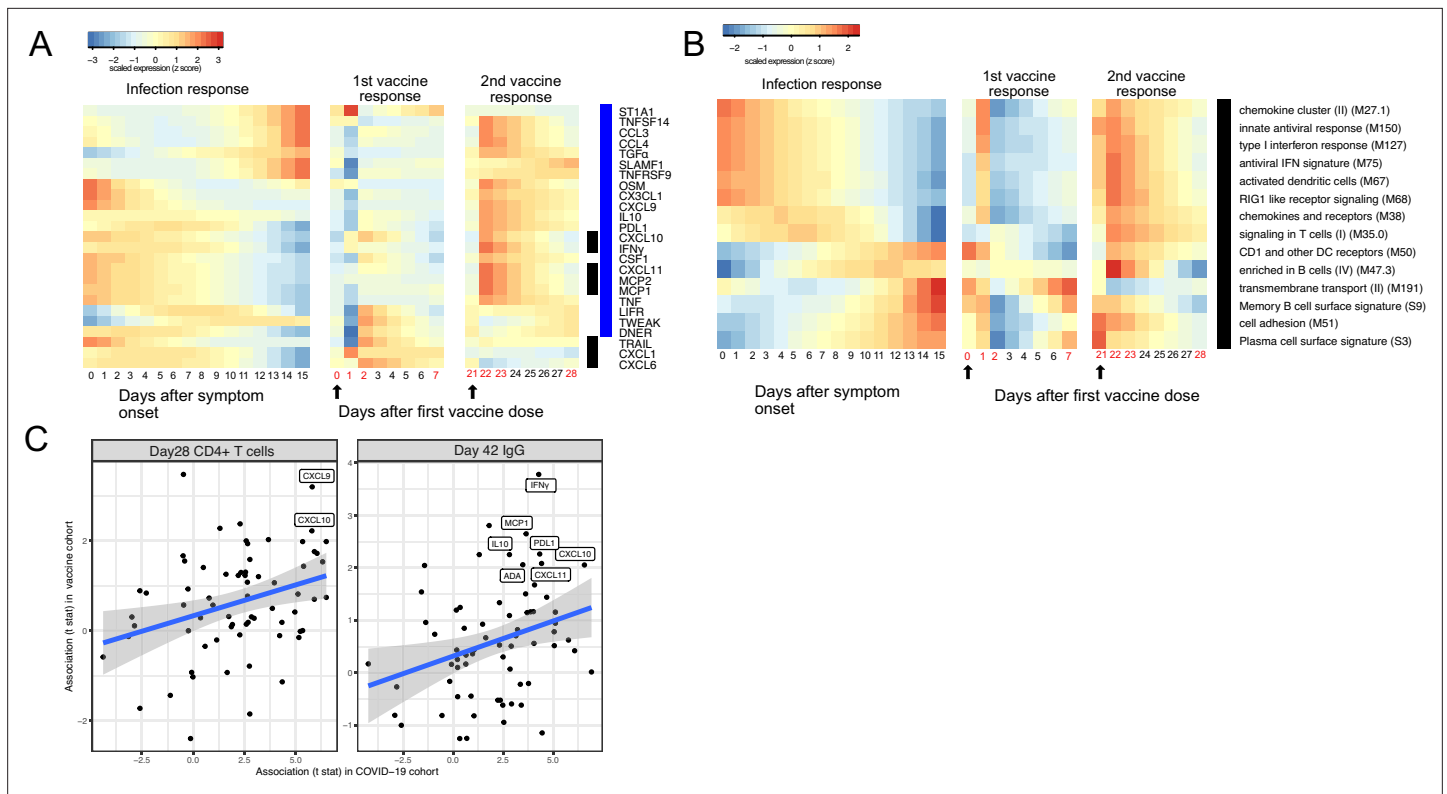 A
-3 -2 -1 0 1 2 3
scaled expression (z score)
Infection response
1st vaccine
response
2nd vaccine
response
ST1A1
TNFSF14
CCL3
CCL4
TGFα
SLAMF1
TNFRSF9
OSM
CX3CL1
CXCL9
IL10
PDL1
CXCL10
IFNγ
CSF1
CXCL11
MCP2
MCP1
TNF
LIFR
TWEAK
DNER
TRAIL
CXCL1
CXCL6
0 1 2 3 4 5 6 7 8 9 10 11 12 13 14 15
0 1 2 3 4 5 6 7
21 22 23 24 25 26 27 28
Days after symptom
onset
Days after first vaccine dose
B
-2 -1 0 1 2
scaled expression (z score)
Infection response
1st vaccine
response
2nd vaccine
response
chemokine cluster (II) (M27.1)
innate antiviral response (M150)
type I interferon response (M127)
antiviral IFN signature (M75)
activated dendritic cells (M67)
RIG1 like receptor signaling (M68)
chemokines and receptors (M38)
signaling in T cells (I) (M35.0)
CD1 and other DC receptors (M50)
enriched in B cells (IV) (M47.3)
transmembrane transport (II) (M191)
Memory B cell surface signature (S9)
cell adhesion (M51)
Plasma cell surface signature (S3)
0 1 2 3 4 5 6 7 8 9 10 11 12 13 14 15
0 1 2 3 4 5 6 7
21 22 23 24 25 26 27 28
Days after symptom
onset
Days after first vaccine dose
C
Day28 CD4+ T cells
Day 42 IgG
Association (t stat) in vaccine cohort
2
0
−2
CXCL9
CXCL10
−2.5 0.0 2.5 5.0
4
3
2
1
0
−1
IFNγ
MCP1
IL10
PDL1
CXCL10
ADA
CXCL11
−2.5 0.0 2.5 5.0
Association (t stat) in COVID−19 cohort